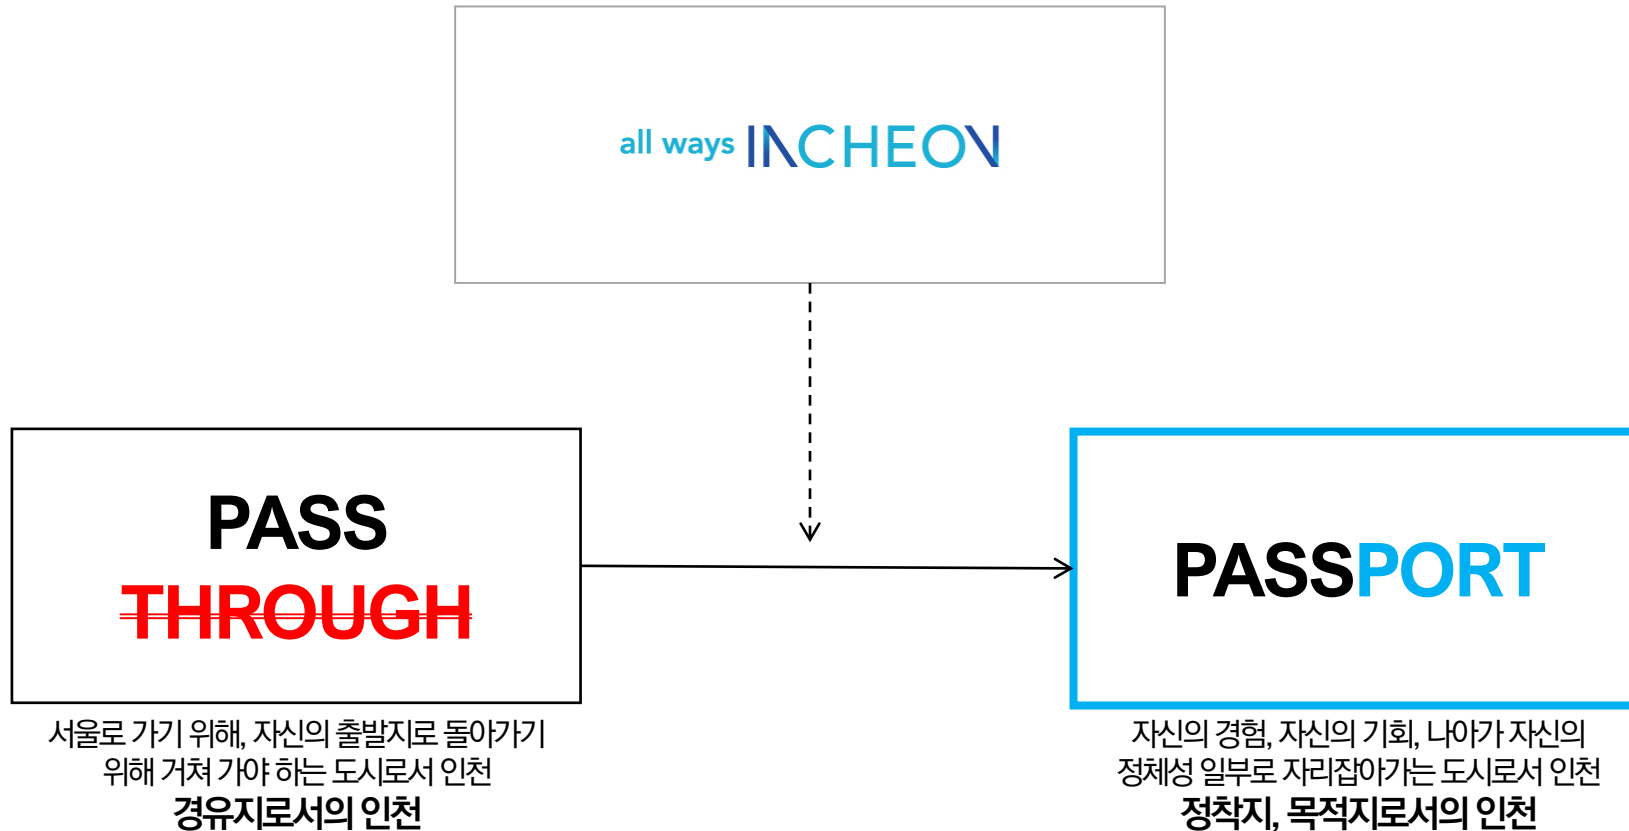 all ways INCHEON
PASS
THROUGH
서울로 가기 위해, 자신의 출발지로 돌아가기
위해 거쳐 가야 하는 도시로서 인천
경유지로서의 인천
PASSPORT
자신의 경험, 자신의 기회, 나아가 자신의
정체성 일부로 자리잡아가는 도시로서 인천
정착지, 목적지로서의 인천